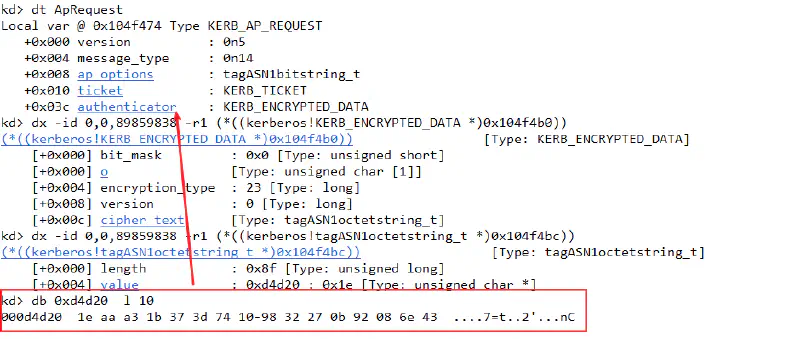 kd> dt ApRequest
Local var @ 0x104f474 Type KERB_AP_REQUEST
+0x000 version : 0n5
+0x004 message_type : 0n14
+0x008 ap_options : tagASN1bitstring_t
+0x010 ticket : KERB_TICKET
+0x03c authenticator : KERB_ENCRYPTED_DATA
kd> dx -id 0,0,89859838 -r1 (*((kerberos!KERB_ENCRYPTED_DATA *)0x104f4b0))
(*((kerberos!KERB_ENCRYPTED_DATA *)0x104f4b0)) [Type: KERB_ENCRYPTED_DATA]
[+0x000] bit_mask : 0x0 [Type: unsigned short]
[+0x000] o [Type: unsigned char [1]]
[+0x004] encryption_type : 23 [Type: long]
[+0x008] version : 0 [Type: long]
[+0x00c] cipher_text [Type: tagASN1octetstring_t]
kd> dx -id 0,0,89859838 -r1 (*((kerberos!tagASN1octetstring_t *)0x104f4bc))
(*((kerberos!tagASN1octetstring_t *)0x104f4bc)) [Type: tagASN1octetstring_t]
[+0x000] length : 0x8f [Type: unsigned long]
[+0x004] value : 0xd4d20 : 0x1e [Type: unsigned char *]
kd> db 0xd4d20 l 10
000d4d20 1e aa a3 1b 37 3d 74 10-98 32 27 0b 92 08 6e 43 ....7=t..2'...nC